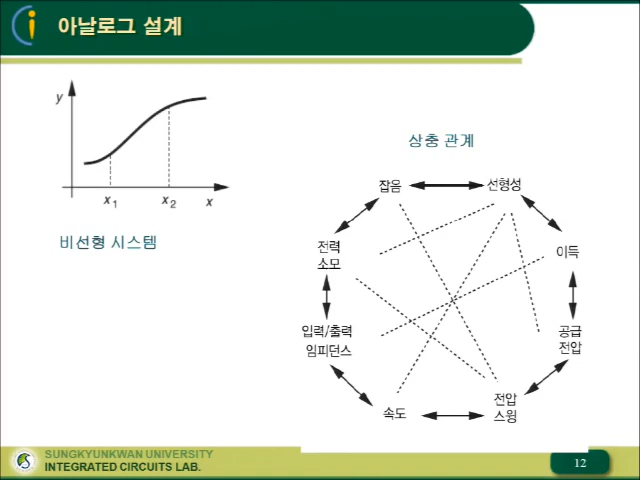 아날로그 설계
y
x1
x2
x
비선형 시스템
상충 관계
잡음
선형성
전력
소모
이득
입력/출력
임피던스
공급
전압
속도
전압
스윙
SUNGKYUNKWAN UNIVERSITY
INTEGRATED CIRCUITS LAB.
12